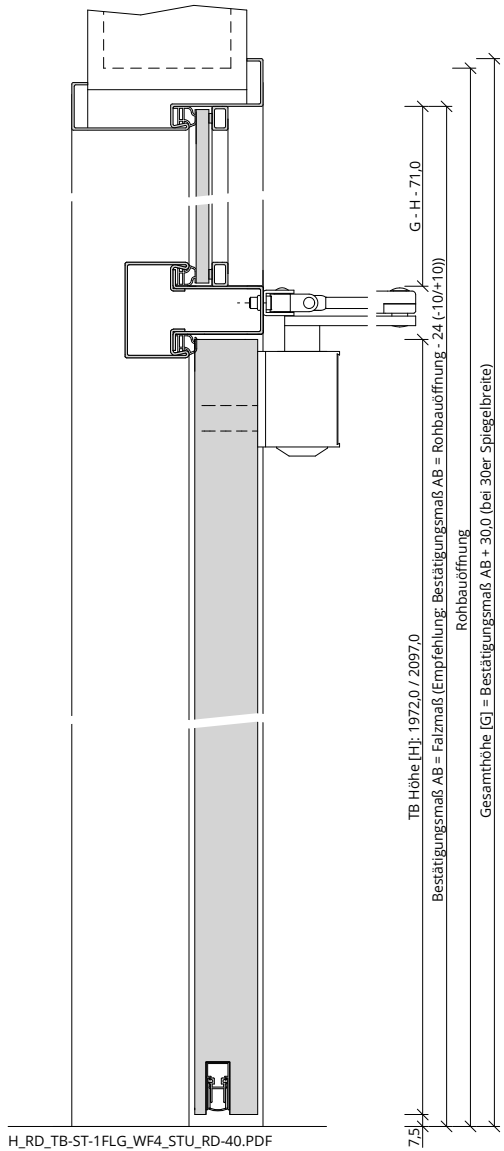 G - H - 71,0
TB Höhe [H]: 1972,0 / 2097,0
Bestätigungsmaß AB = Falzmaß (Empfehlung: Bestätigungsmaß AB = Rohbauöffnung - 24 (-10/+10))
Rohbauöffnung
Gesamthöhe [G] = Bestätigungsmaß AB + 30,0 (bei 30er Spiegelbreite)
7,5
H_RD_TB-ST-1FLG_WF4_STU_RD-40.PDF